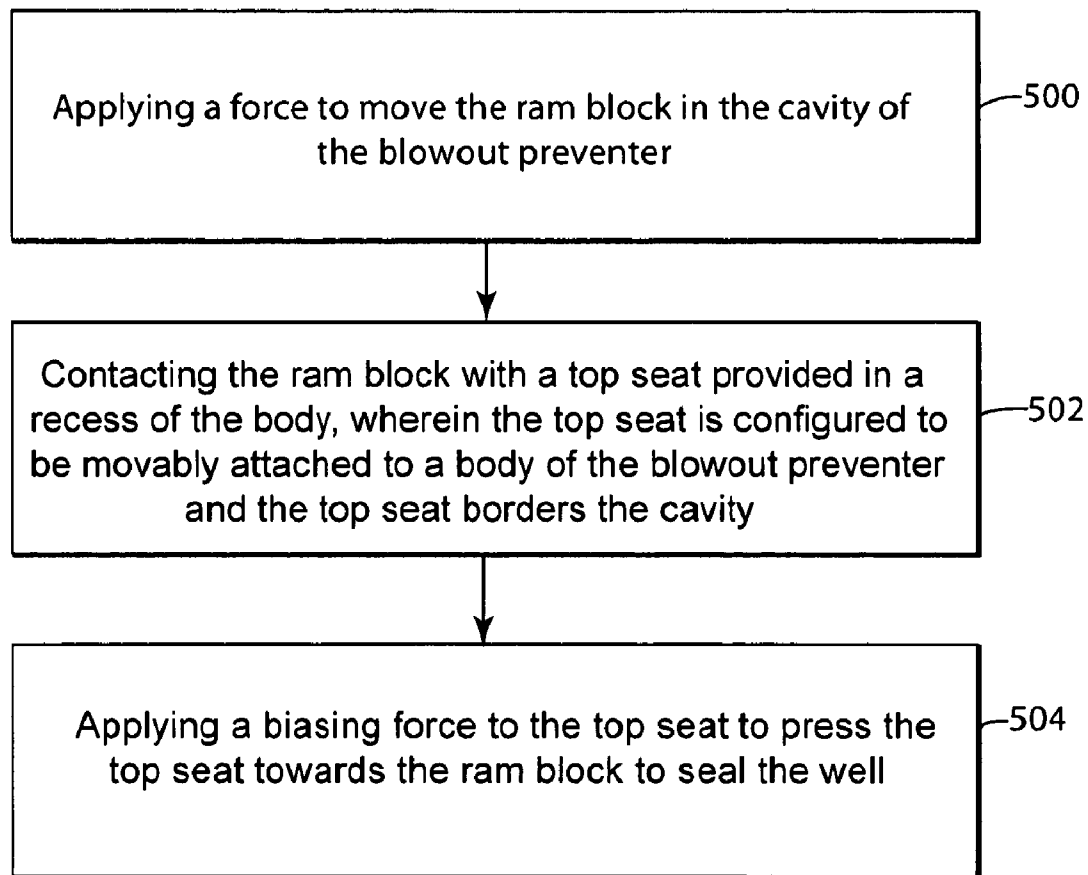 Applying a force to move the ram block in the cavity of
the blowout preventer
500
Contacting the ram block with a top seat provided in a
recess of the body, wherein the top seat is configured to
be movably attached to a body of the blowout preventer
and the top seat borders the cavity
502
Applying a biasing force to the top seat to press the
top seat towards the ram block to seal the well
504